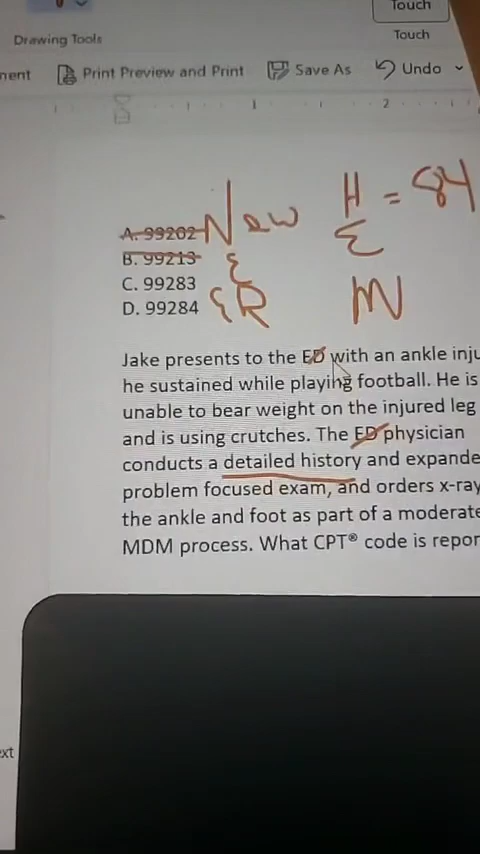 Touch
Drawing Tools
Touch
Print Preview and Print Save As Undo
1 2
New H = 84
A. 99202
B. 99213 E E
C. 99283
D. 99284 ER M
Jake presents to the ED with an ankle inju
he sustained while playing football. He is
unable to bear weight on the injured leg
and is using crutches. The ED physician
conducts a detailed history and expande
problem focused exam, and orders x-ray
the ankle and foot as part of a moderate
MDM process. What CPT® code is repor
ext